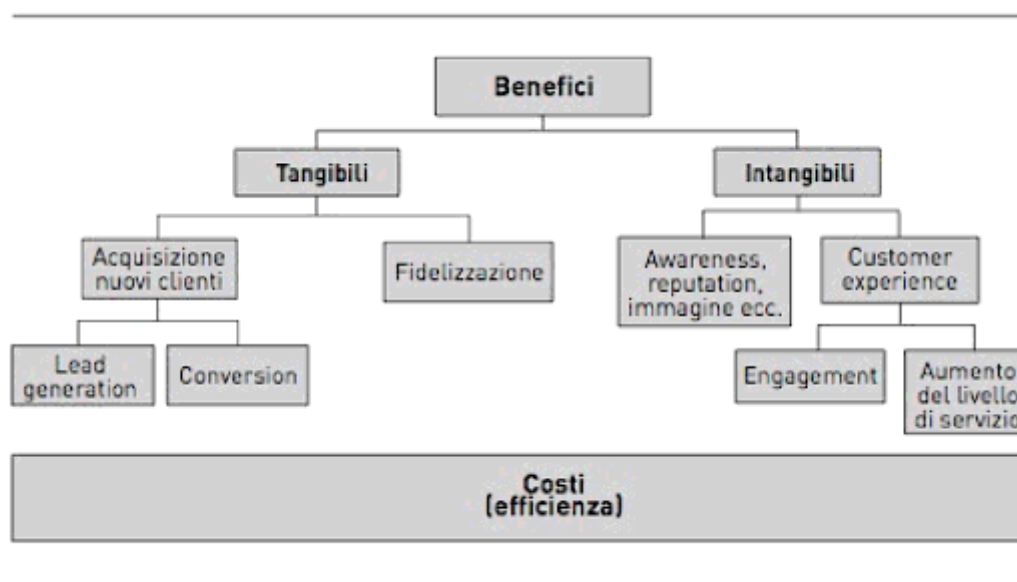 Benefici
Tangibili
Intangibili
Acquisizione
nuovi clienti
Fidelizzazione
Awareness,
reputation,
immagine ecc.
Customer
experience
Lead
generation
Conversion
Engagement
Aumento
del livello
di servizio
Costi
(efficienza)